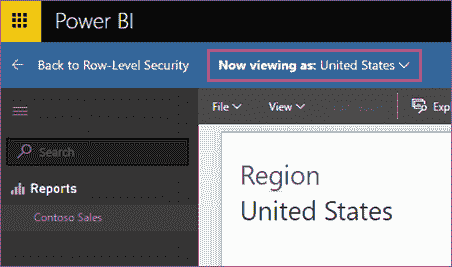 Power BI
Back to Row-Level Security
Now viewing as: United States
File
View
Exp
Search
Reports
Contoso Sales
Region
United States